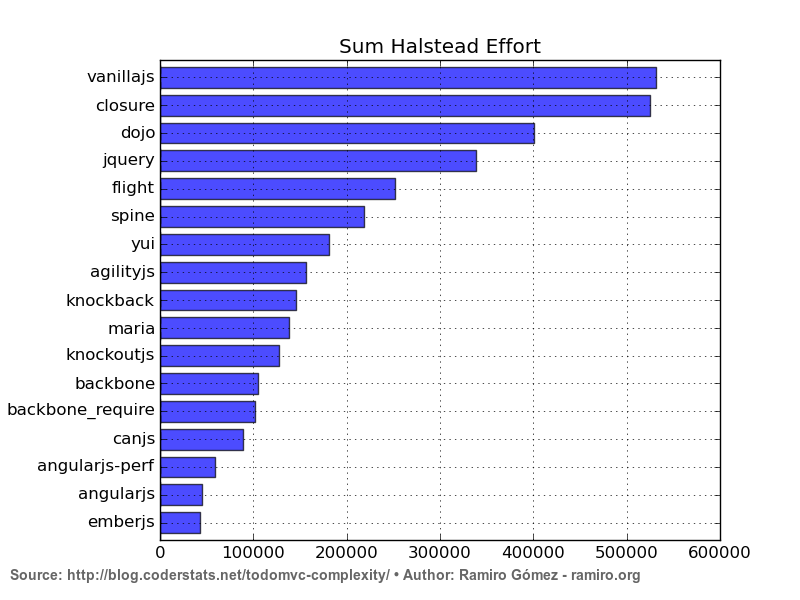 Sum Halstead Effort
vanillajs
closure
dojo
jquery
flight
spine
yui
agilityjs
knockback
maria
knockoutjs
backbone
backbone_require
canjs
angularjs-perf
angularjs
emberjs
0 100000 200000 300000 400000 500000 600000
Source: http://blog.coderstats.net/todomvc-complexity/ • Author: Ramiro Gómez - ramiro.org